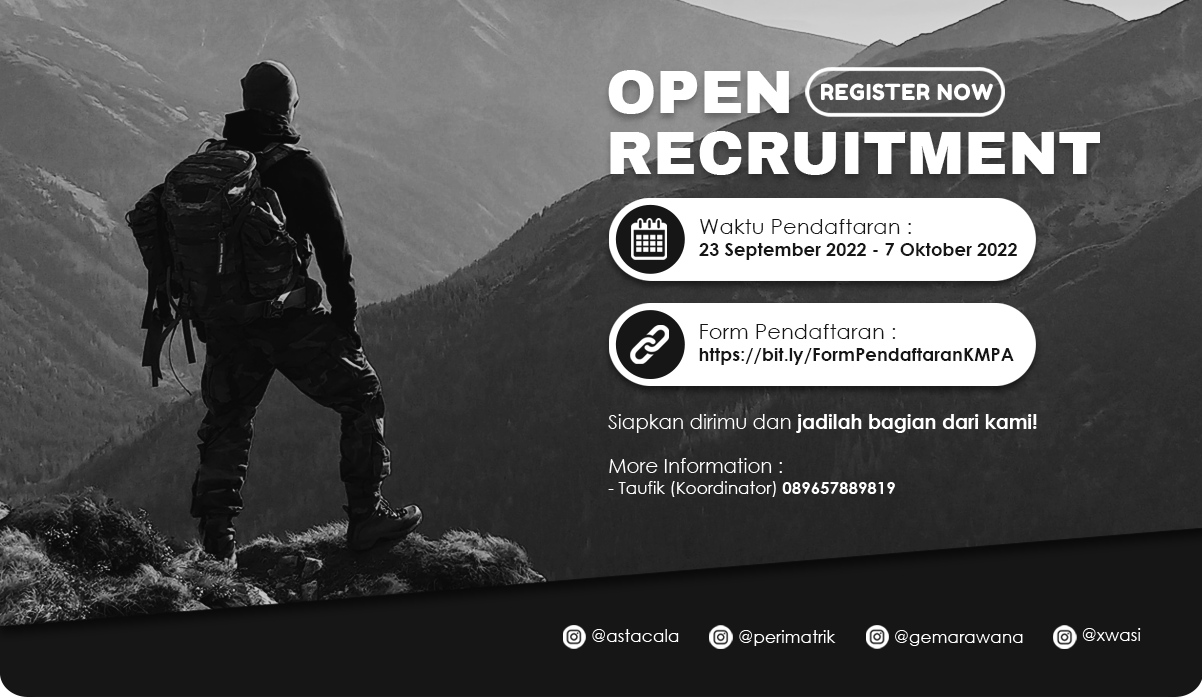 OPEN REGISTER NOW
RECRUITMENT
Waktu Pendaftaran :
23 September 2022 - 7 Oktober 2022
Form Pendaftaran :
https://bit.ly/FormPendaftaranKMPA
Siapkan dirimu dan jadilah bagian dari kami!
More Information :
- Taufik (Koordinator) 089657889819
@astacala @perimatrik @gemarawana @xwasi